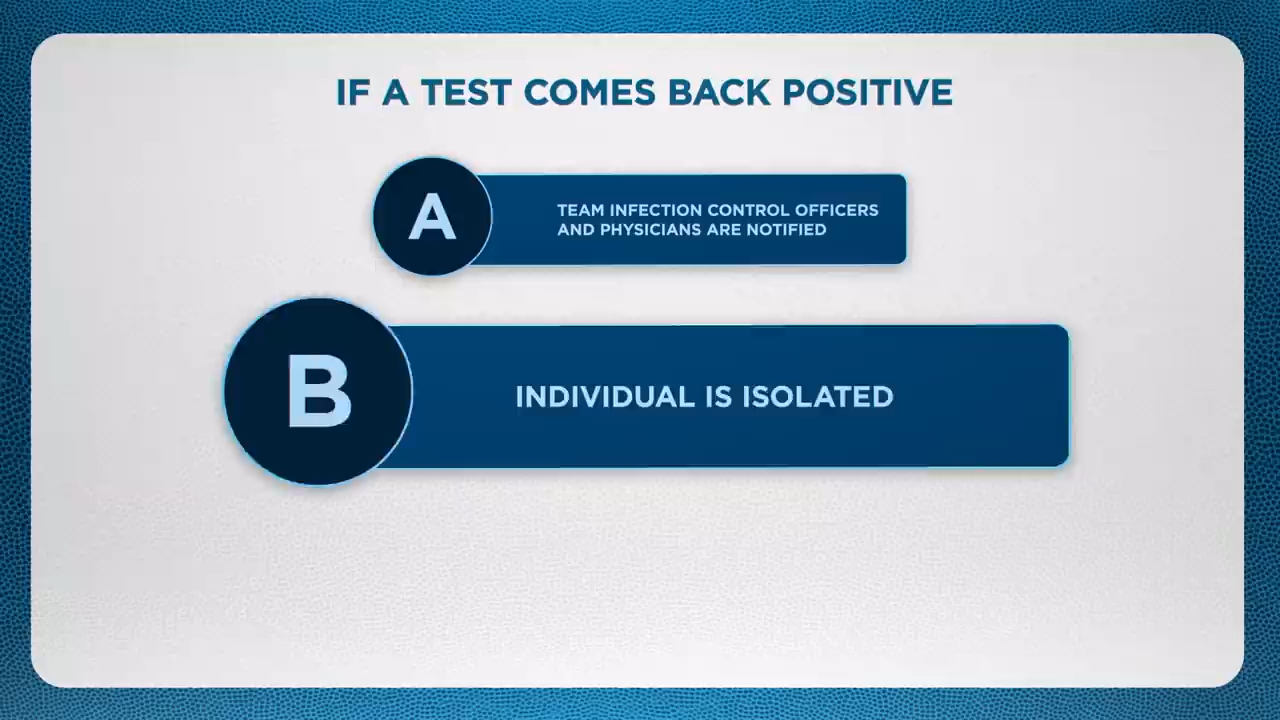 IF A TEST COMES BACK POSITIVE
A
TEAM INFECTION CONTROL OFFICERS
AND PHYSICIANS ARE NOTIFIED
B
INDIVIDUAL IS ISOLATED